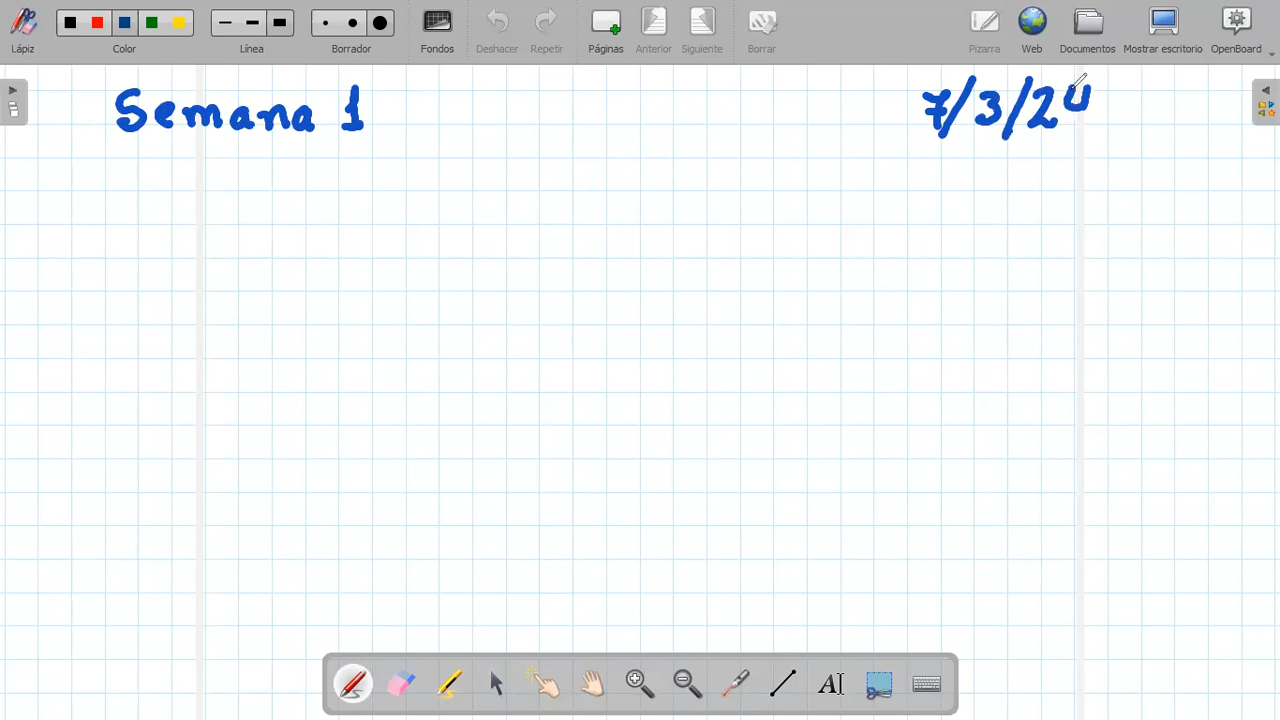 Lápiz Color Línea Borrador Fondos Deshacer Repetir Páginas Anterior Siguiente Borrar Pizarra Web Documentos Mostrar escritorio OpenBoard
Semana 1 7/3/24